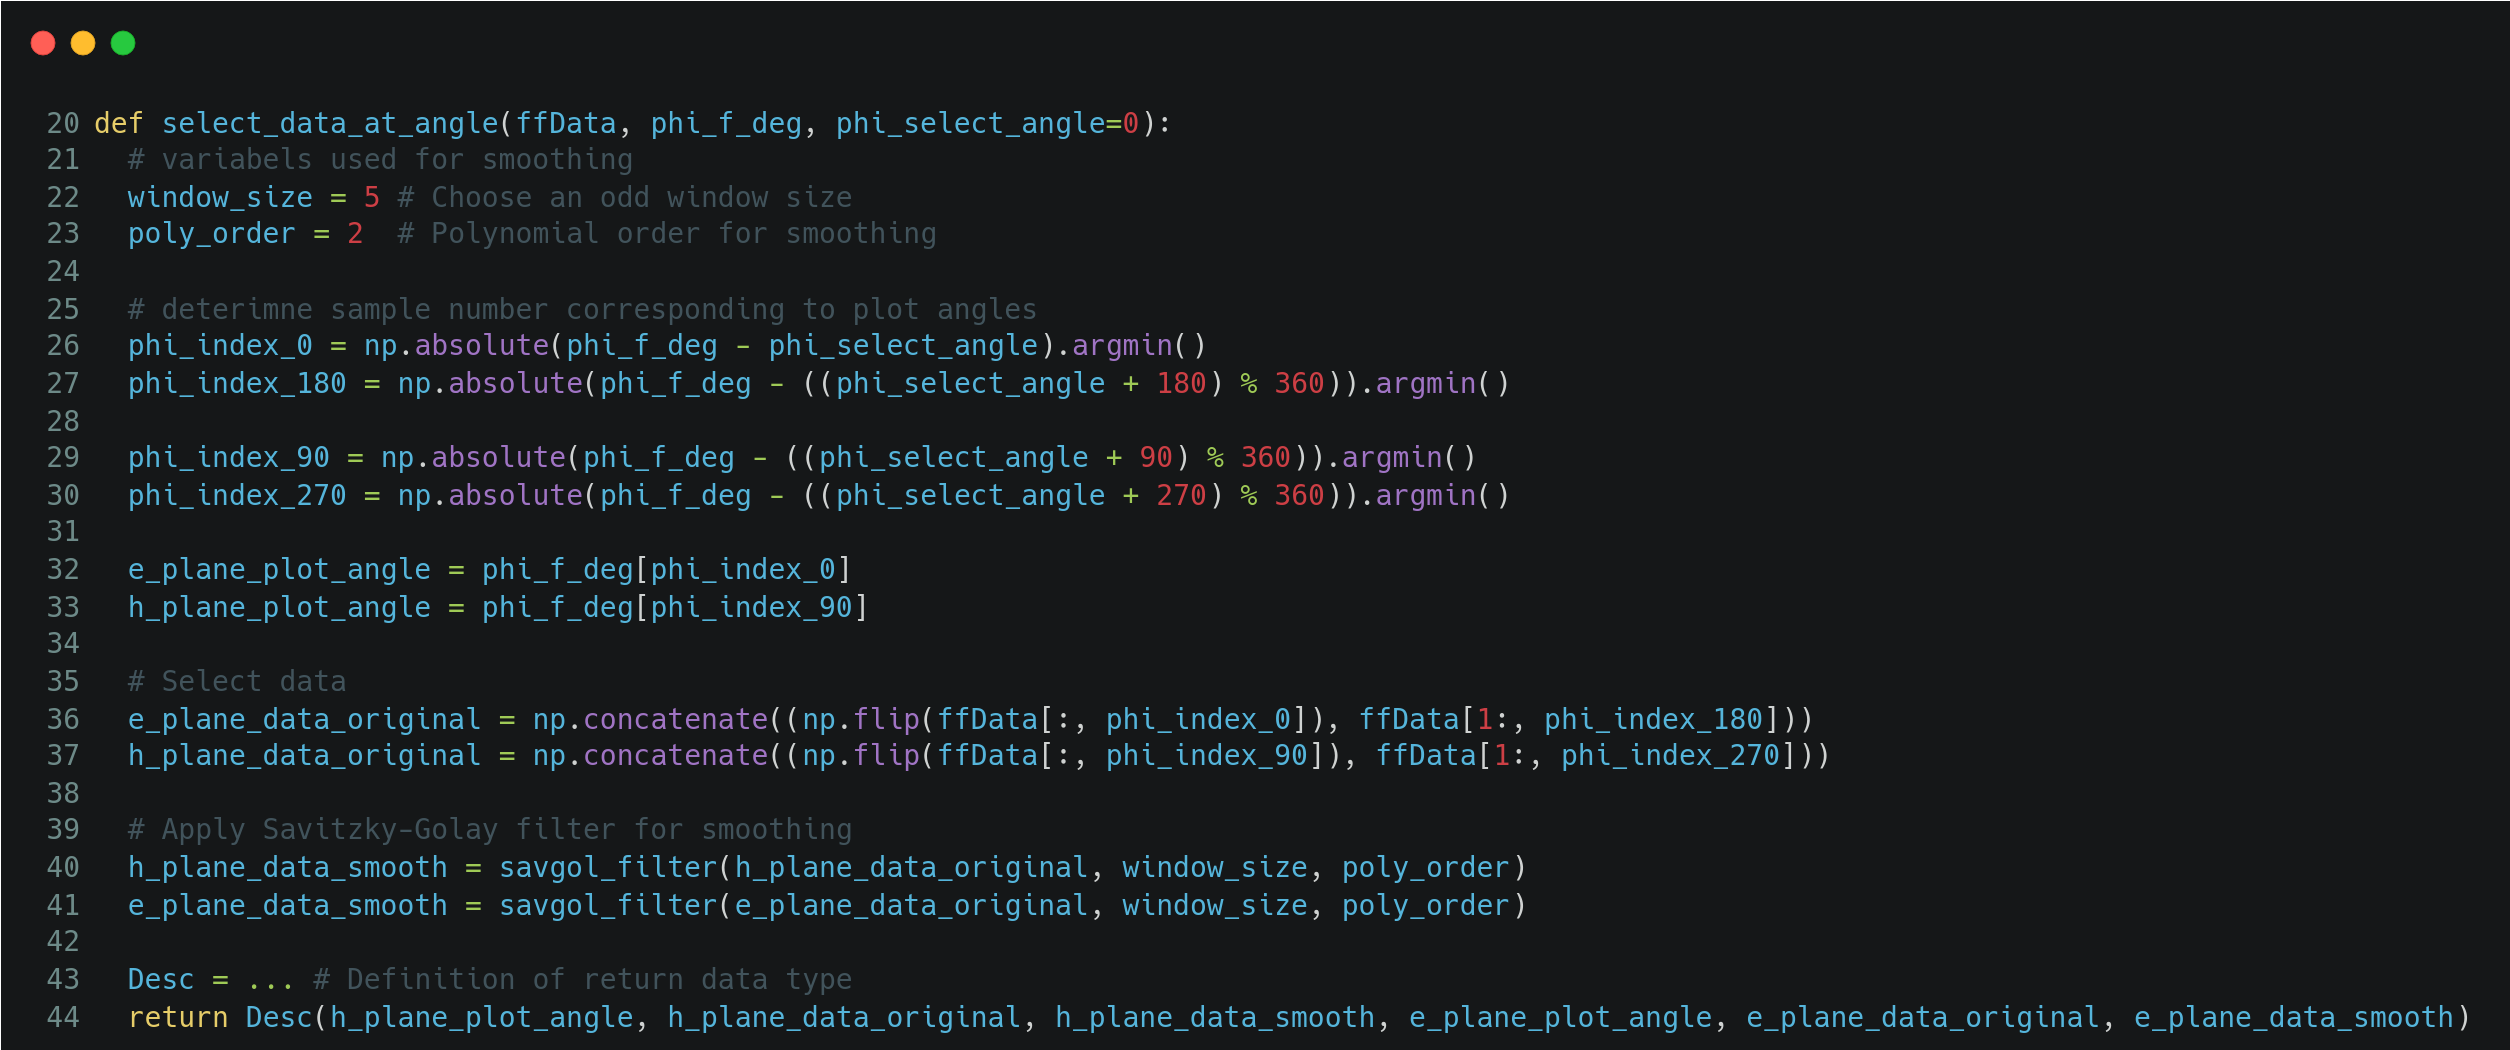 20 def select_data_at_angle(ffData, phi_f_deg, phi_select_angle=0):
21   # variabels used for smoothing
22   window_size = 5 # Choose an odd window size
23   poly_order = 2  # Polynomial order for smoothing
24
25   # deterimne sample number corresponding to plot angles
26   phi_index_0 = np.absolute(phi_f_deg - phi_select_angle).argmin()
27   phi_index_180 = np.absolute(phi_f_deg - ((phi_select_angle + 180) % 360)).argmin()
28
29   phi_index_90 = np.absolute(phi_f_deg - ((phi_select_angle + 90) % 360)).argmin()
30   phi_index_270 = np.absolute(phi_f_deg - ((phi_select_angle + 270) % 360)).argmin()
31
32   e_plane_plot_angle = phi_f_deg[phi_index_0]
33   h_plane_plot_angle = phi_f_deg[phi_index_90]
34
35   # Select data
36   e_plane_data_original = np.concatenate((np.flip(ffData[:, phi_index_0]), ffData[1:, phi_index_180]))
37   h_plane_data_original = np.concatenate((np.flip(ffData[:, phi_index_90]), ffData[1:, phi_index_270]))
38
39   # Apply Savitzky-Golay filter for smoothing
40   h_plane_data_smooth = savgol_filter(h_plane_data_original, window_size, poly_order)
41   e_plane_data_smooth = savgol_filter(e_plane_data_original, window_size, poly_order)
42
43   Desc = ... # Definition of return data type
44   return Desc(h_plane_plot_angle, h_plane_data_original, h_plane_data_smooth, e_plane_plot_angle, e_plane_data_original, e_plane_data_smooth)